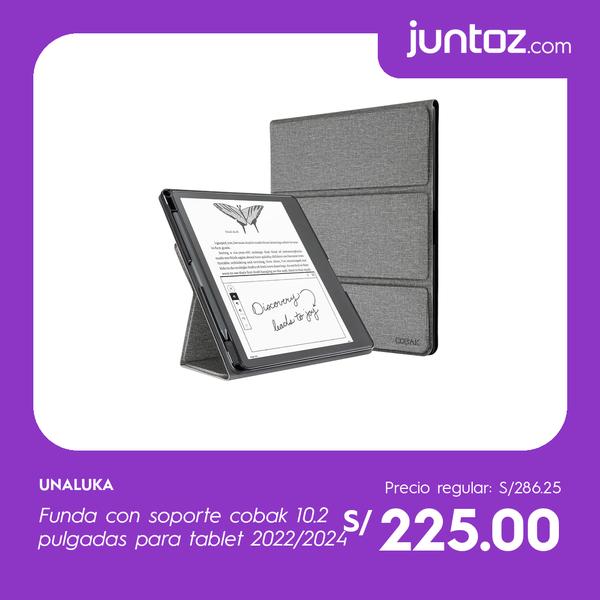 juntoz.com
Discovery
leads to joy
COBAK
UNALUKA
Precio regular: S/286.25
Funda con soporte cobak 10.2
pulgadas para tablet 2022/2024
S/ 225.00